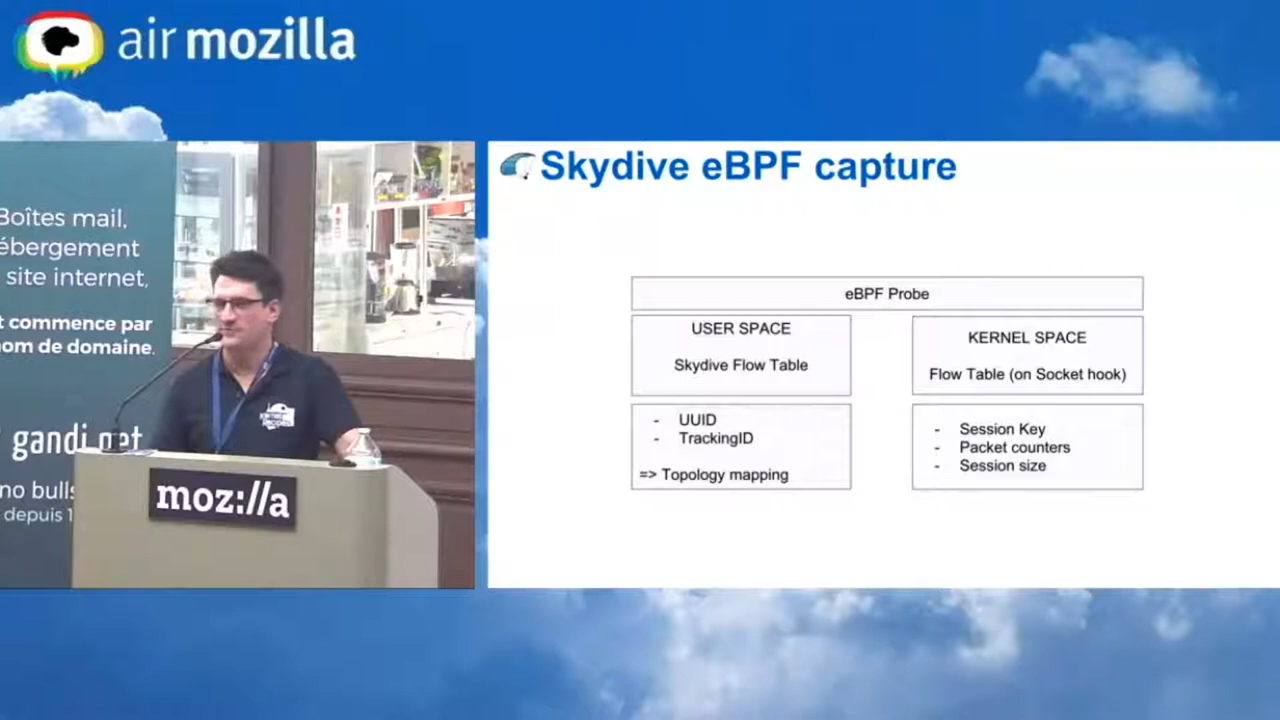 air mozilla
Boîtes mail,
ébergement
site internet,
t commence par
om de domaine.
gandi.net
no bulls
depuis 1
moz://a
Skydive eBPF capture
eBPF Probe
USER SPACE
Skydive Flow Table
KERNEL SPACE
Flow Table (on Socket hook)
- UUID
- TrackingID
=> Topology mapping
- Session Key
- Packet counters
- Session size